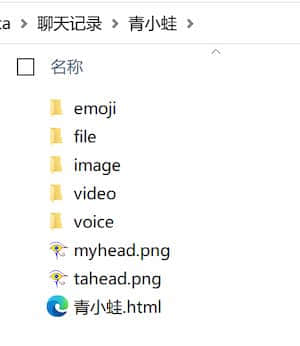 ta > 聊天记录 > 青小蛙 >
名称
emoji
file
image
video
voice
myhead.png
tahead.png
青小蛙.html